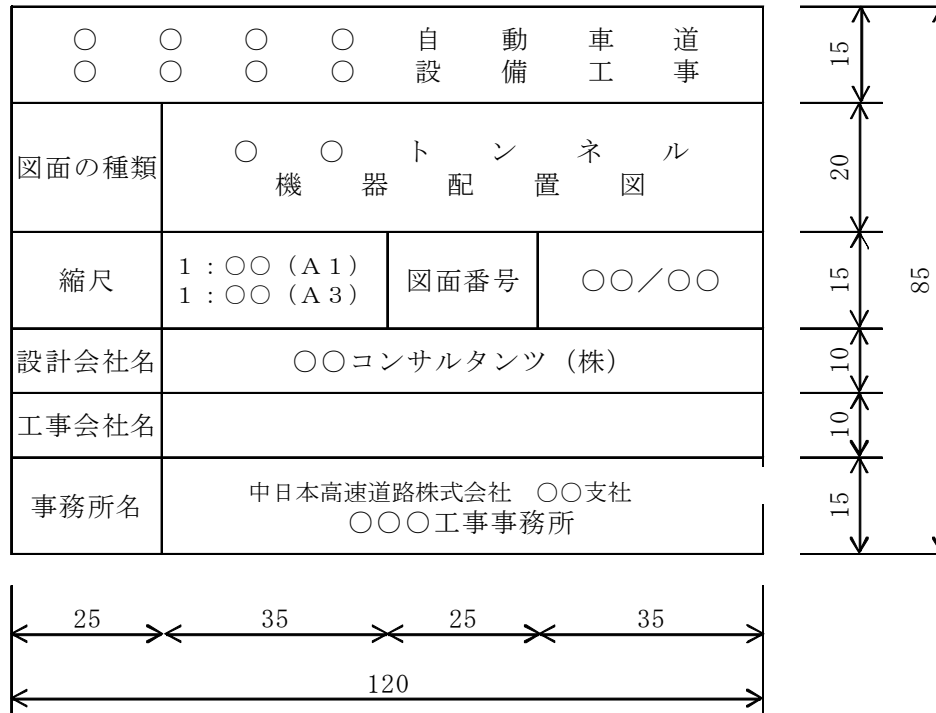 ○ ○ ○ ○ 自 動 車 道
○ ○ ○ ○ 設 備 工 事
15
図面の種類
○ ○ ト ン ネ ル
機 器 配 置 図
20
縮尺
1:○○(A1)
1:○○(A3)
図面番号
○○/○○
15
85
設計会社名
○○コンサルタンツ(株)
10
工事会社名
10
事務所名
中日本高速道路株式会社 ○○支社
○○○工事事務所
15
25 35 25 35
120